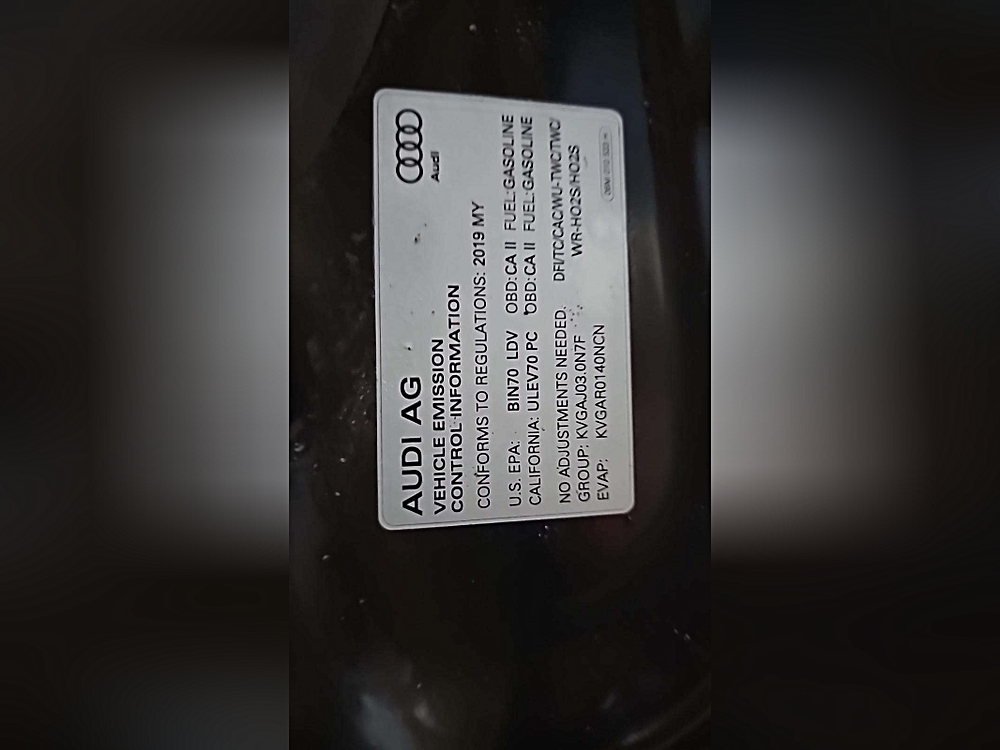 AUDI AG
Audi
VEHICLE EMISSION
CONTROL INFORMATION
CONFORMS TO REGULATIONS: 2019 MY
U.S. EPA: BIN70 LDV OBD: CA II FUEL: GASOLINE
CALIFORNIA: ULEV70 PC OBD: CA II FUEL: GASOLINE
NO ADJUSTMENTS NEEDED. DFI/TC/CAC/WU-TWC/TWC/
GROUP: KVGAJ03.0N7F WR-HO2S/HO2S
EVAP: KVGAR0140NCN